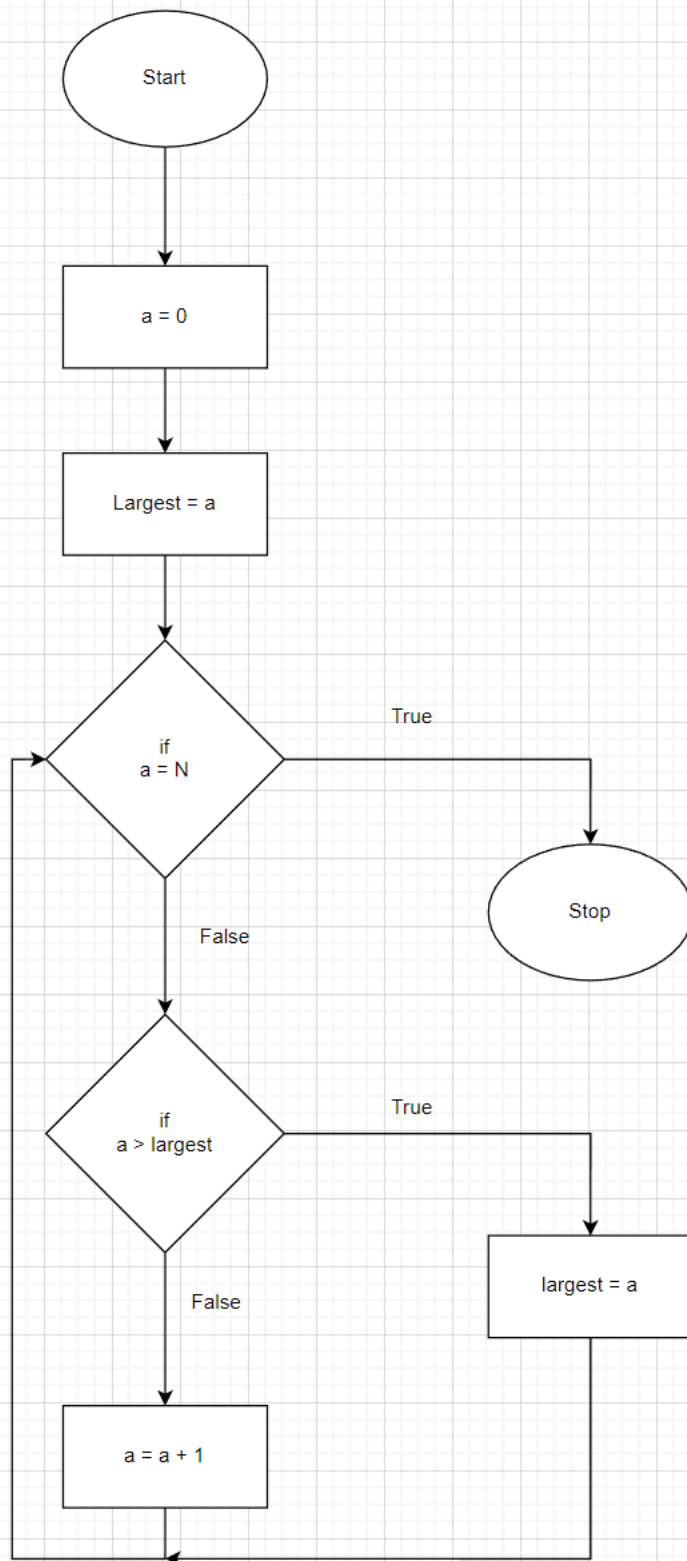 Start
a = 0
Largest = a
if
a = N
True
Stop
False
if
a > largest
True
largest = a
False
a = a + 1